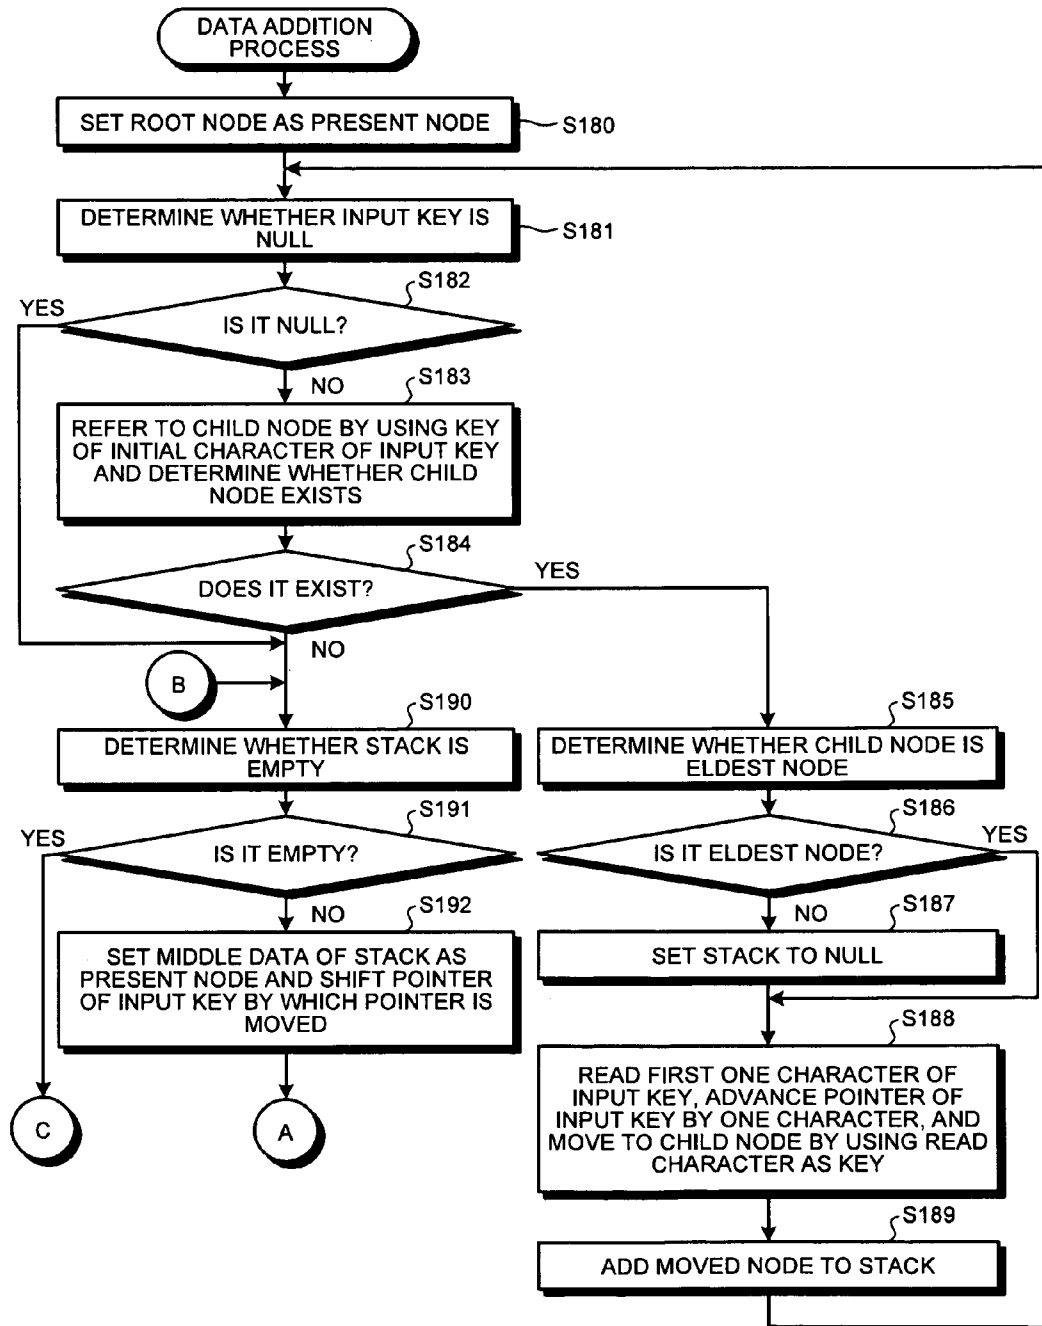 DATA ADDITION
PROCESS
SET ROOT NODE AS PRESENT NODE
S180
DETERMINE WHETHER INPUT KEY IS
NULL
S181
S182
YES
IS IT NULL?
NO
S183
REFER TO CHILD NODE BY USING KEY
OF INITIAL CHARACTER OF INPUT KEY
AND DETERMINE WHETHER CHILD
NODE EXISTS
S184
DOES IT EXIST?
YES
NO
B
S190
DETERMINE WHETHER STACK IS
EMPTY
S185
DETERMINE WHETHER CHILD NODE IS
ELDEST NODE
S191
YES
IS IT EMPTY?
NO
S186
IS IT ELDEST NODE?
YES
NO
S192
SET MIDDLE DATA OF STACK AS
PRESENT NODE AND SHIFT POINTER
OF INPUT KEY BY WHICH POINTER IS
MOVED
S187
SET STACK TO NULL
S188
READ FIRST ONE CHARACTER OF
INPUT KEY, ADVANCE POINTER OF
INPUT KEY BY ONE CHARACTER, AND
MOVE TO CHILD NODE BY USING READ
CHARACTER AS KEY
C
A
S189
ADD MOVED NODE TO STACK